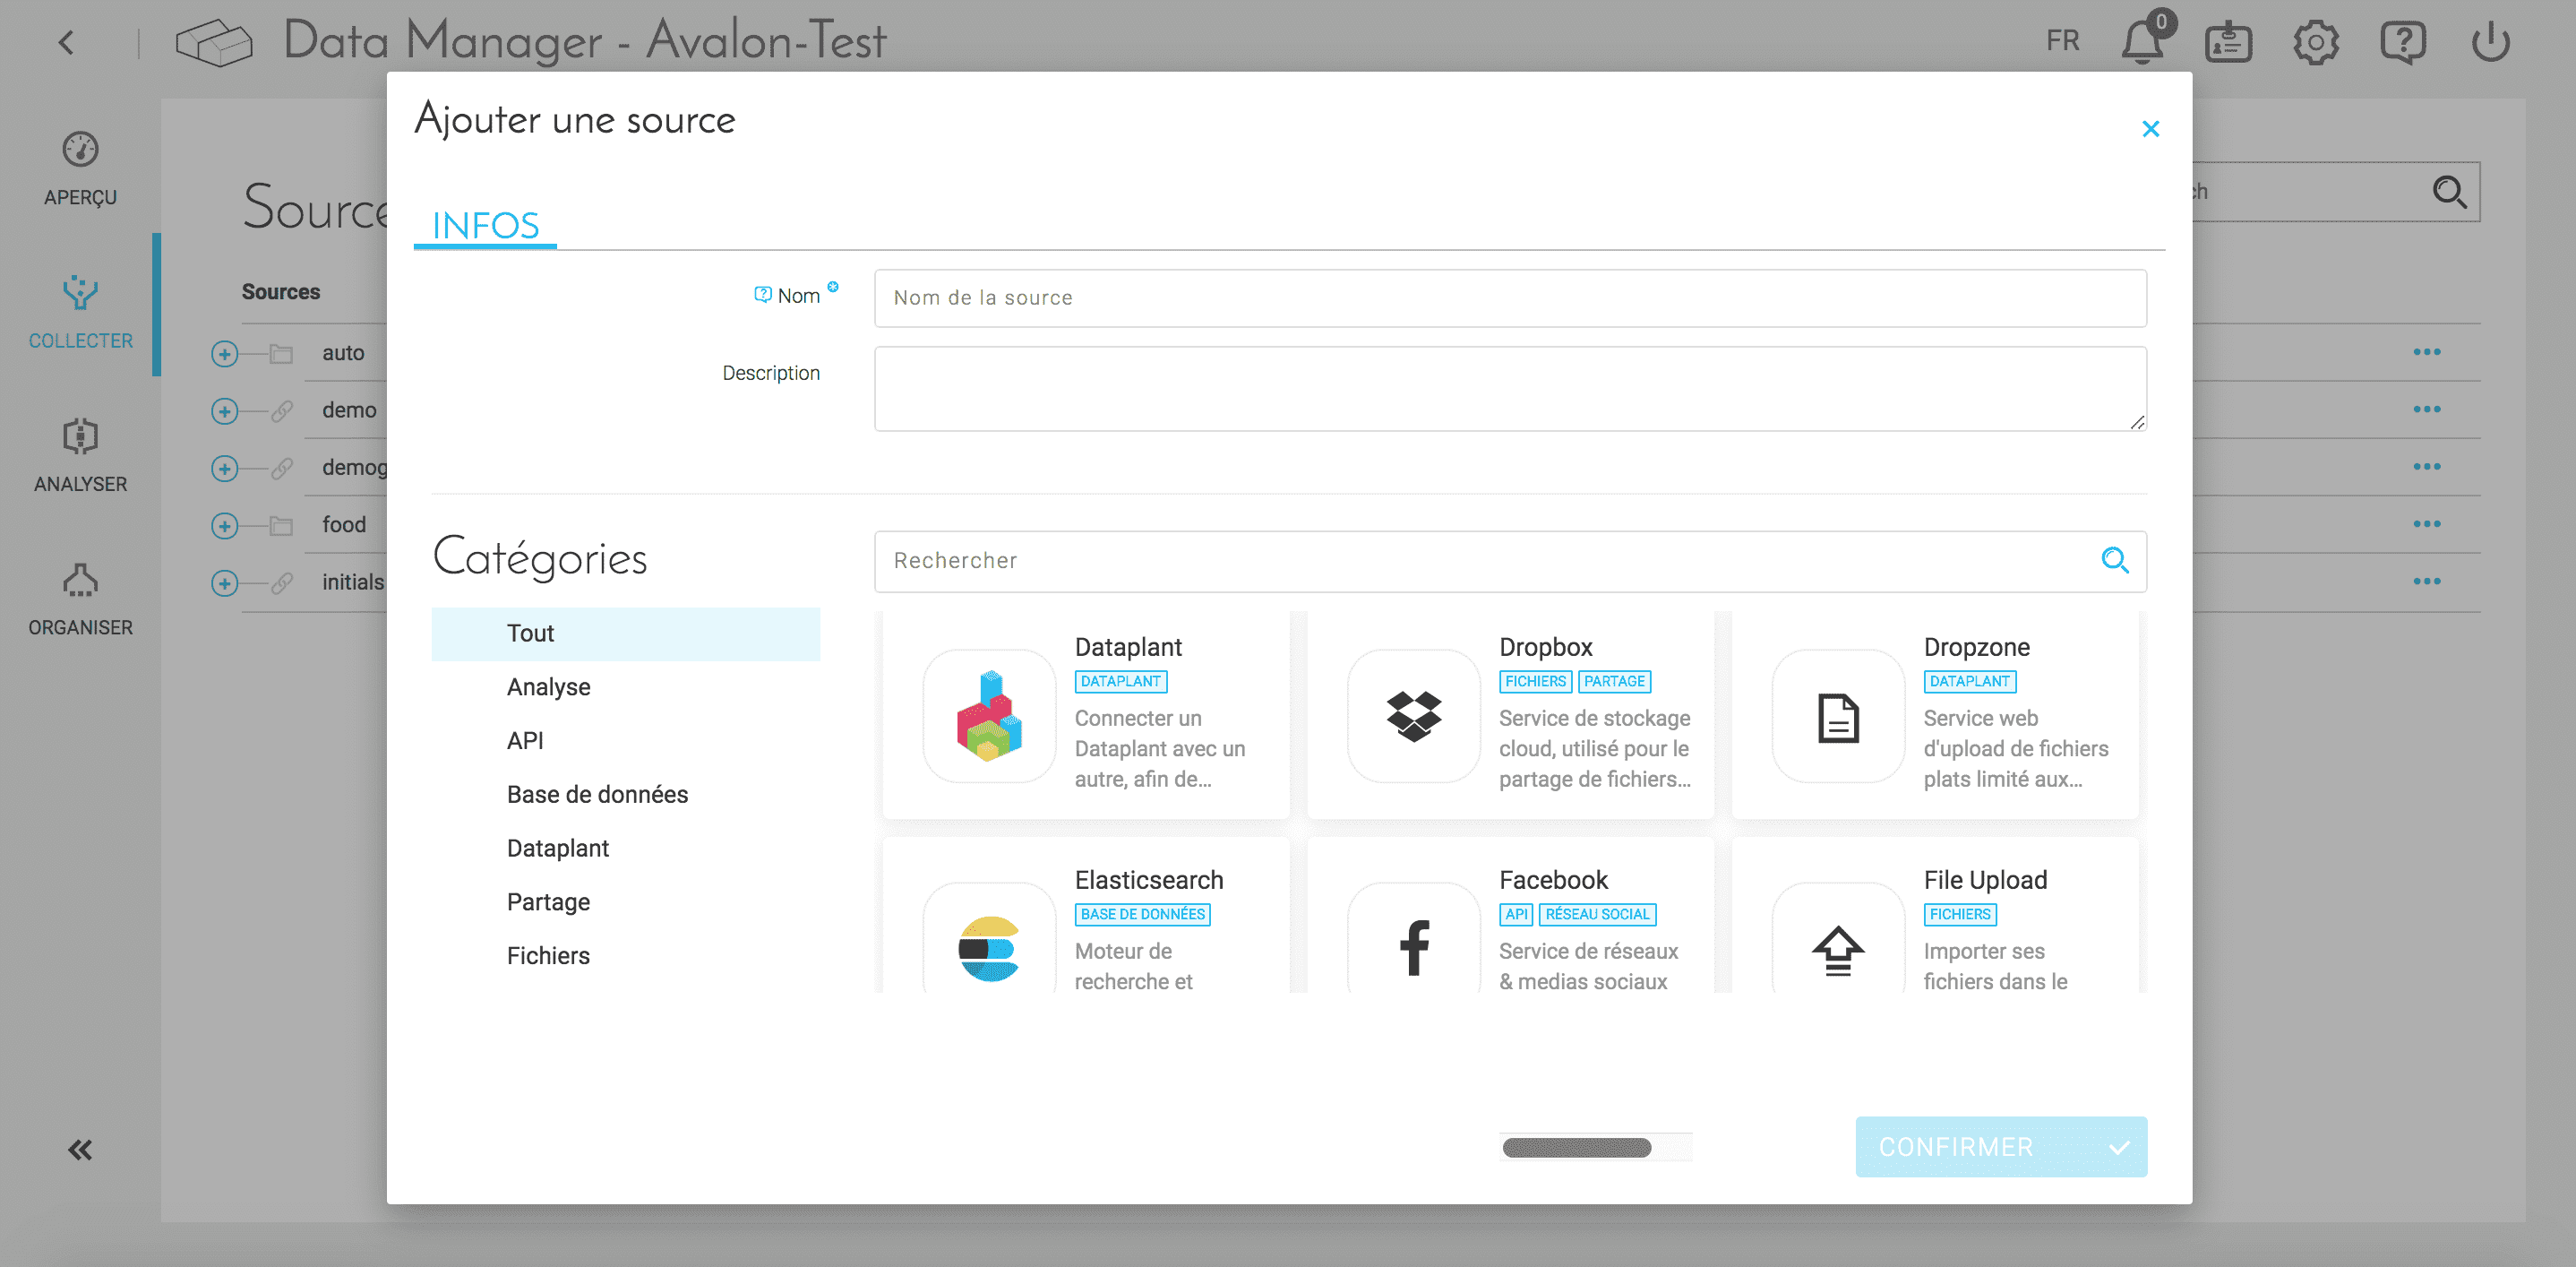 Data Manager - Avalon-Test
FR
0
APERÇU
COLLECTER
ANALYSER
ORGANISER
Sources
auto
demo
food
initials
Ajouter une source
INFOS
Nom
Nom de la source
Description
Catégories
Rechercher
Tout
Analyse
API
Base de données
Dataplant
Partage
Fichiers
Dataplant
DATAPLANT
Connecter un
Dataplant avec un
autre, afin de...
Dropbox
FICHIERS PARTAGE
Service de stockage
cloud, utilisé pour le
partage de fichiers...
Dropzone
DATAPLANT
Service web
d'upload de fichiers
plats limité aux...
Elasticsearch
BASE DE DONNÉES
Moteur de
recherche et
Facebook
API RÉSEAU SOCIAL
Service de réseaux
& medias sociaux
File Upload
FICHIERS
Importer ses
fichiers dans le
CONFIRMER